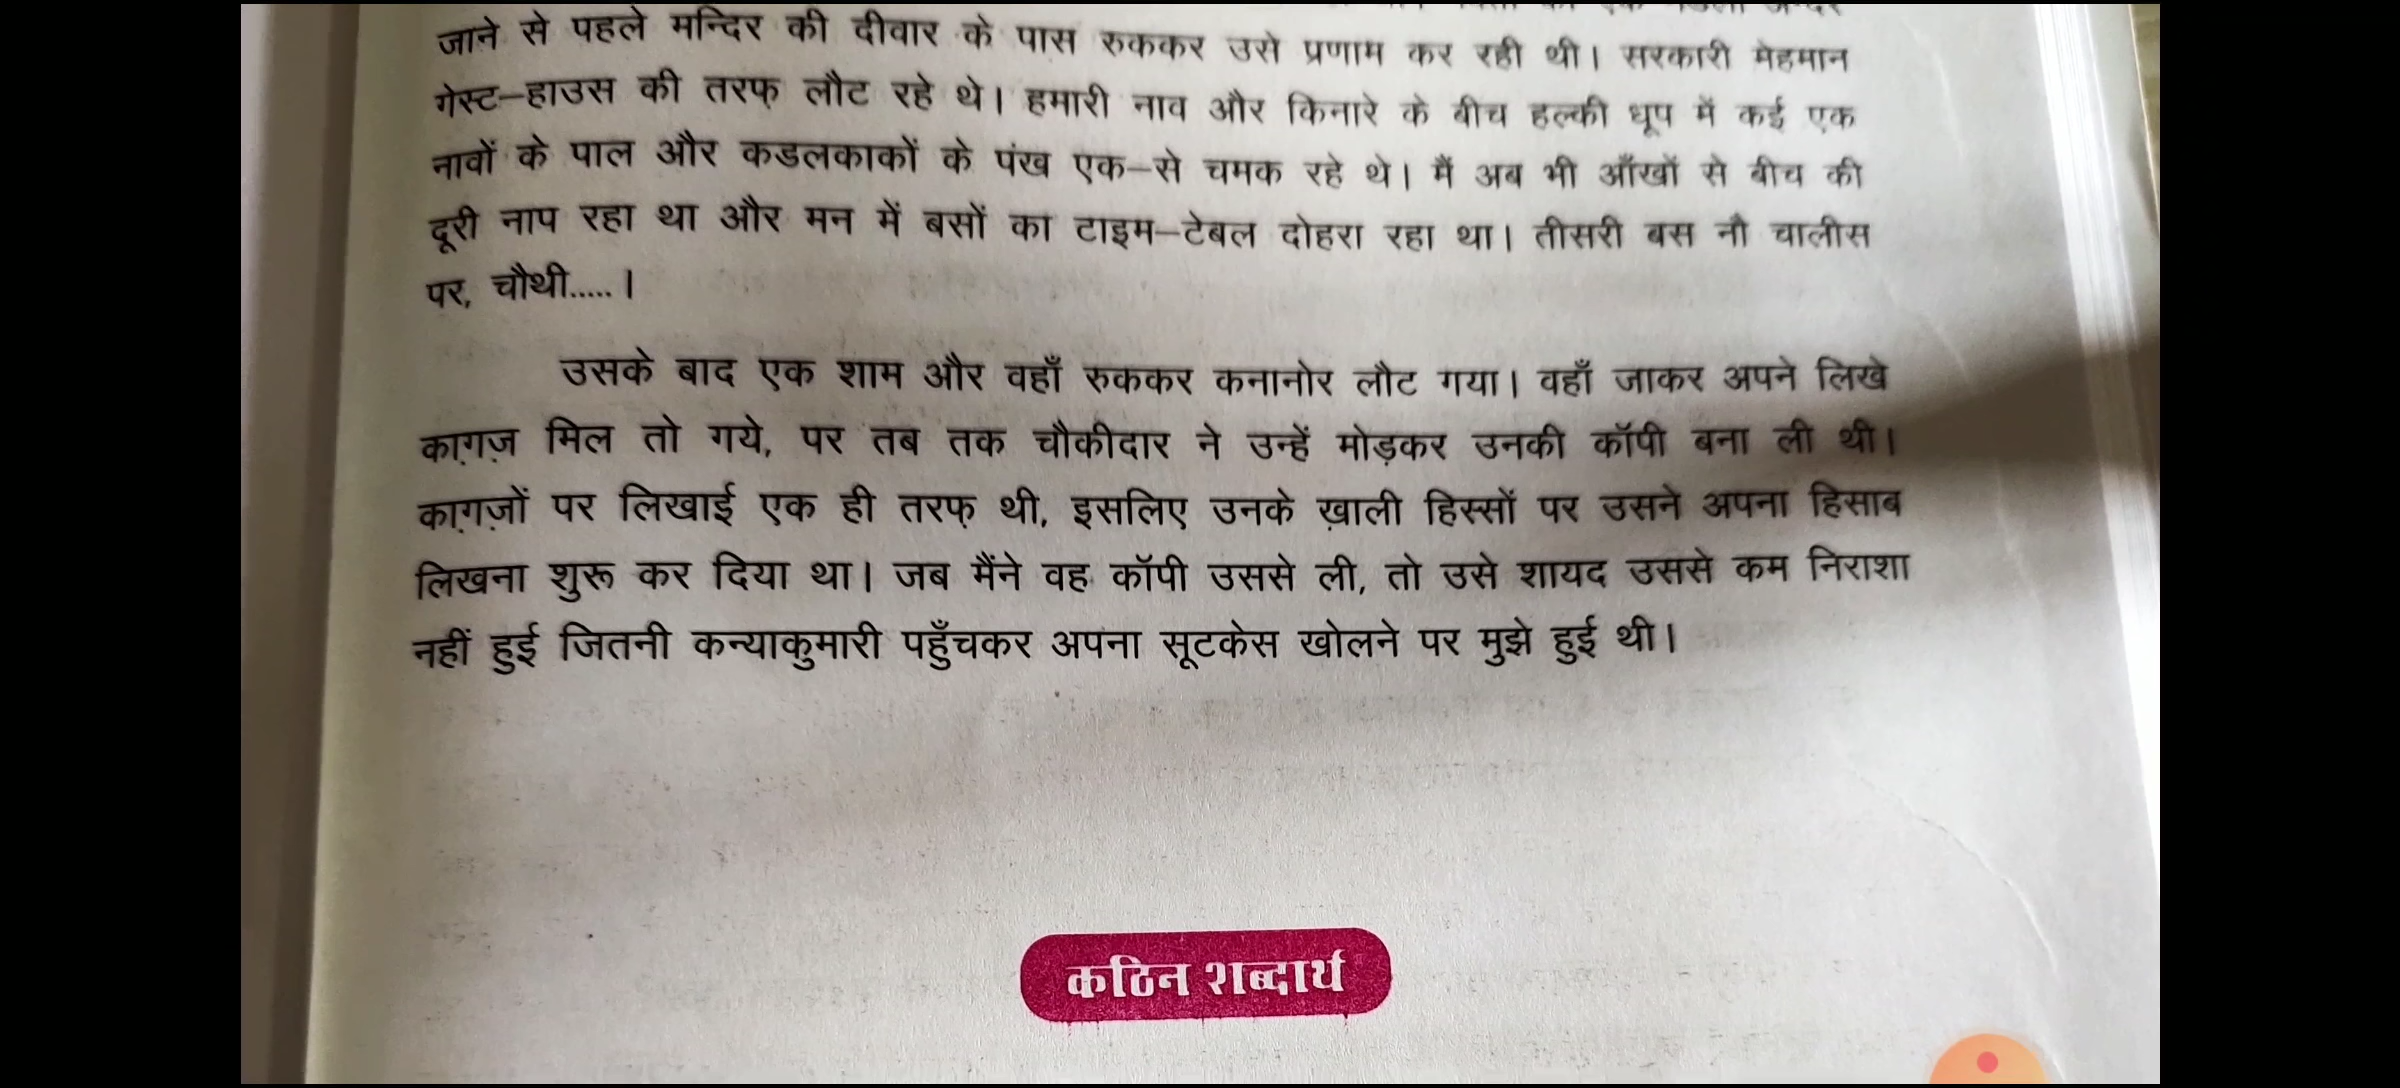 जाने से पहले मन्दिर की दीवार के पास रुककर उसे प्रणाम कर रही थी। सरकारी मेहमान
गेस्ट–हाउस की तरफ़ लौट रहे थे। हमारी नाव और किनारे के बीच हल्की धूप में कई एक
नावों के पाल और कडलकाकों के पंख एक–से चमक रहे थे। मैं अब भी आँखों से बीच की
दूरी नाप रहा था और मन में बसों का टाइम–टेबल दोहरा रहा था। तीसरी बस नौ चालीस
पर, चौथी.....।
उसके बाद एक शाम और वहाँ रुककर कनानोर लौट गया। वहाँ जाकर अपने लिखे
काग़ज़ मिल तो गये, पर तब तक चौकीदार ने उन्हें मोड़कर उनकी कॉपी बना ली थी।
काग़ज़ों पर लिखाई एक ही तरफ़ थी, इसलिए उनके ख़ाली हिस्सों पर उसने अपना हिसाब
लिखना शुरू कर दिया था। जब मैंने वह कॉपी उससे ली, तो उसे शायद उससे कम निराशा
नहीं हुई जितनी कन्याकुमारी पहुँचकर अपना सूटकेस खोलने पर मुझे हुई थी।
कठिन शब्दार्थ